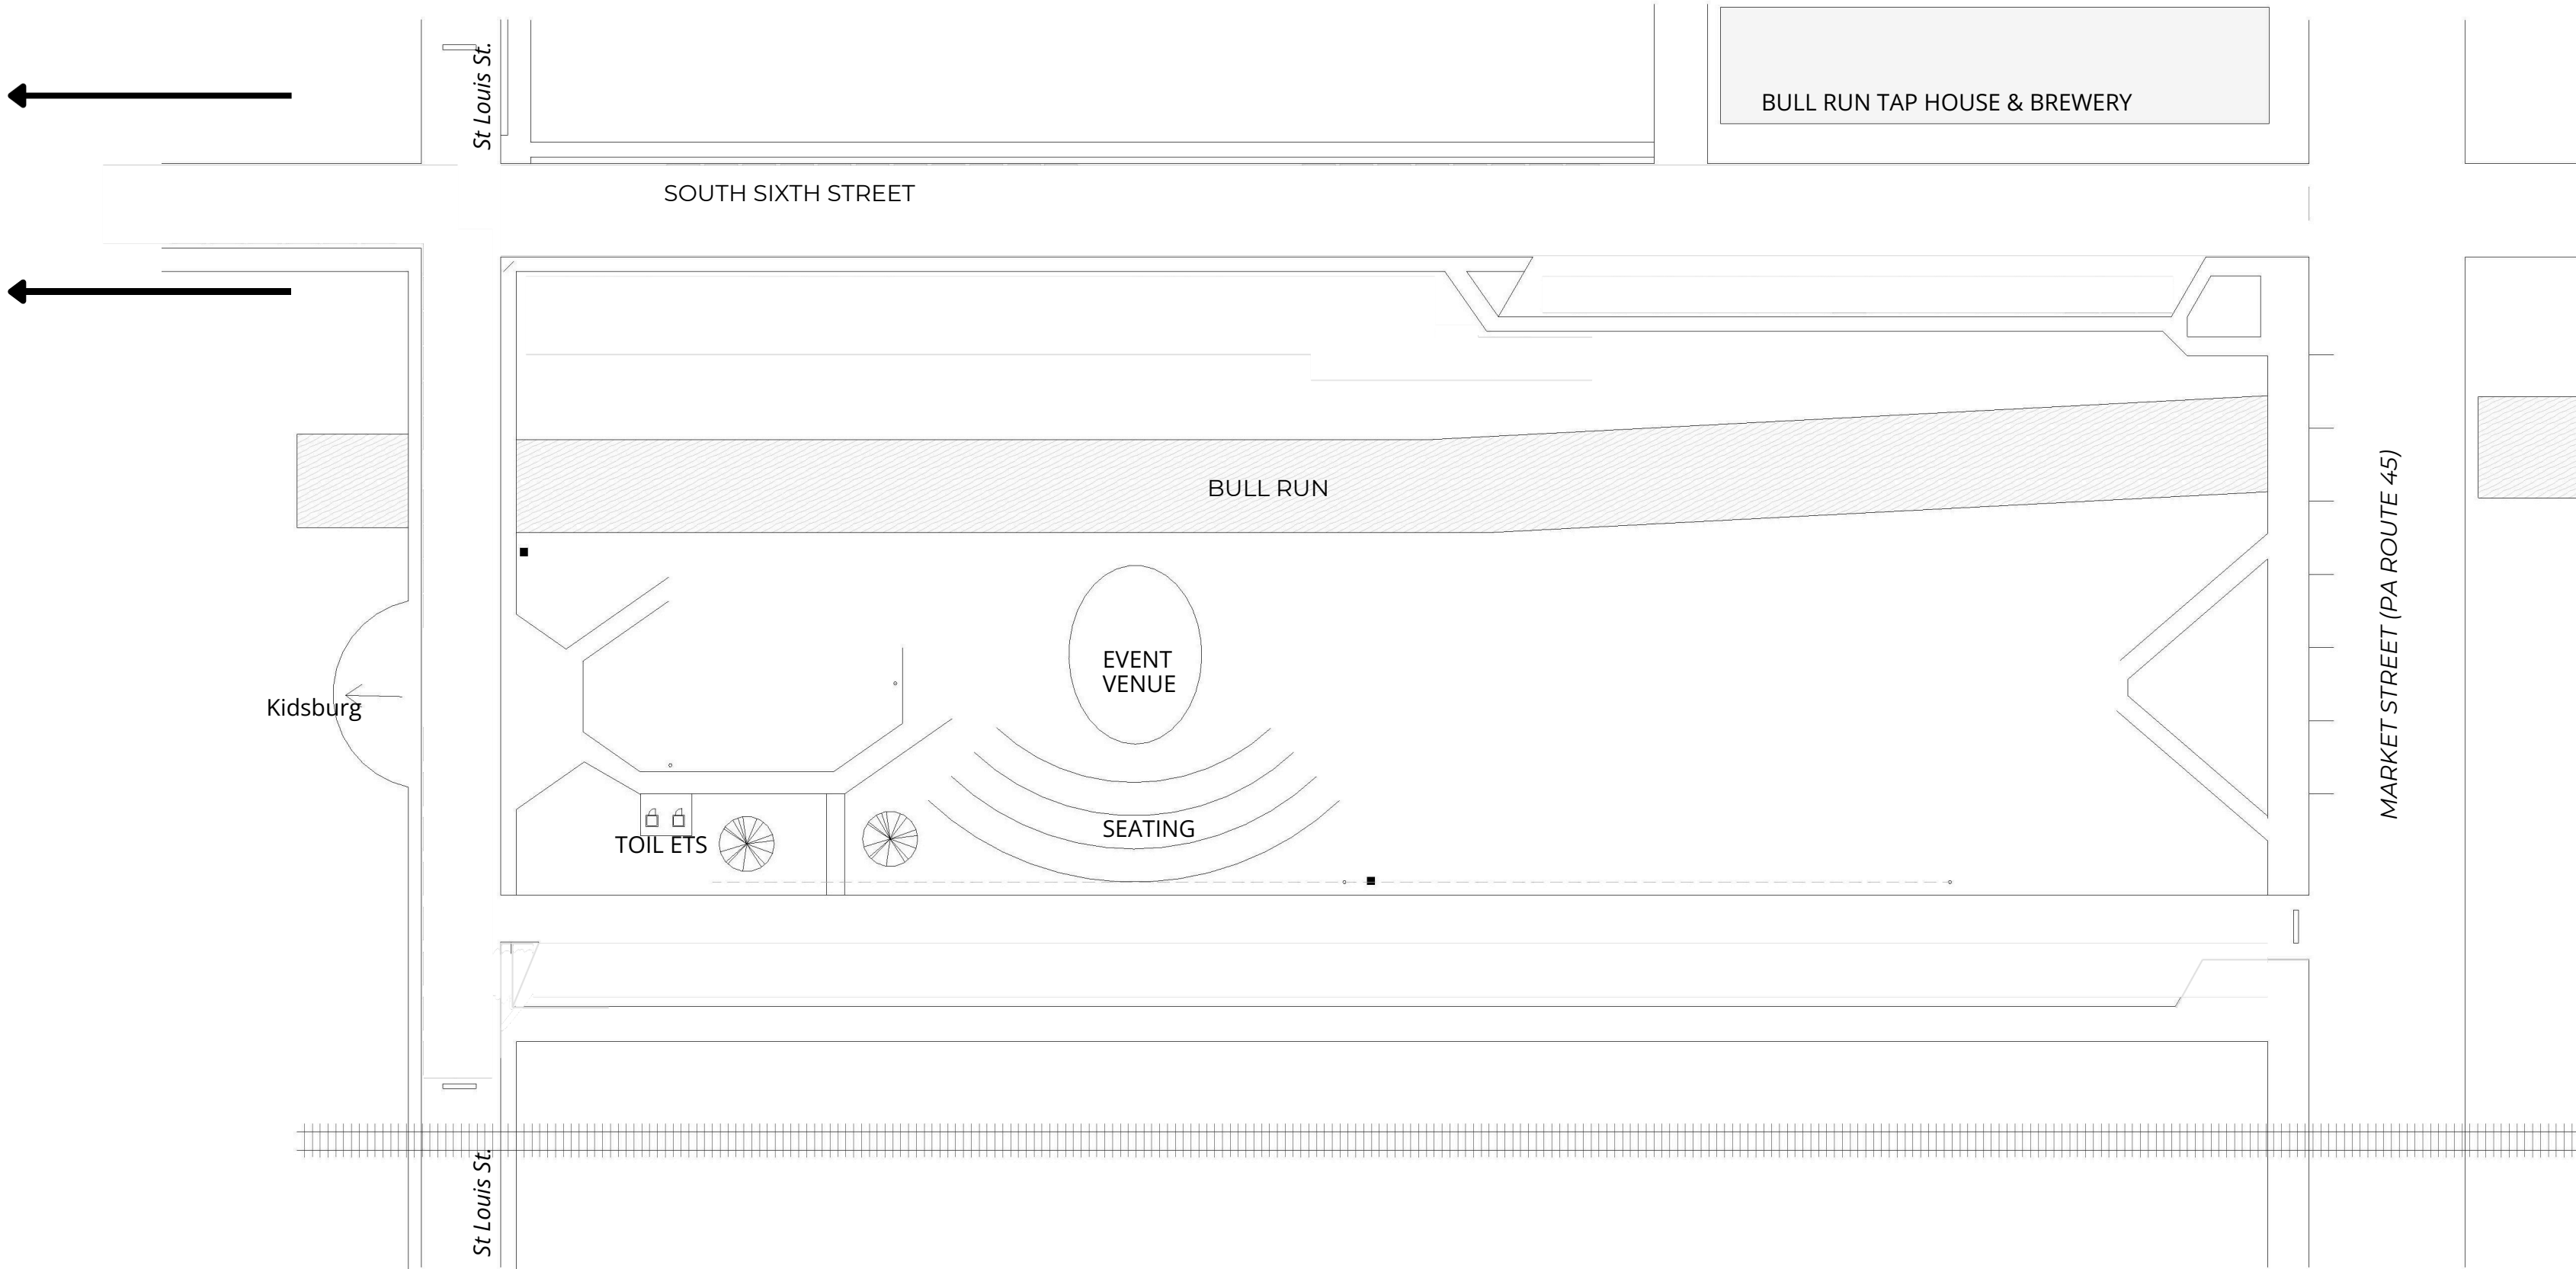 St Louis St.
BULL RUN TAP HOUSE & BREWERY
SOUTH SIXTH STREET
BULL RUN
MARKET STREET (PA ROUTE 45)
EVENT
VENUE
Kidsburg
SEATING
TOIL ETS
St Louis St.